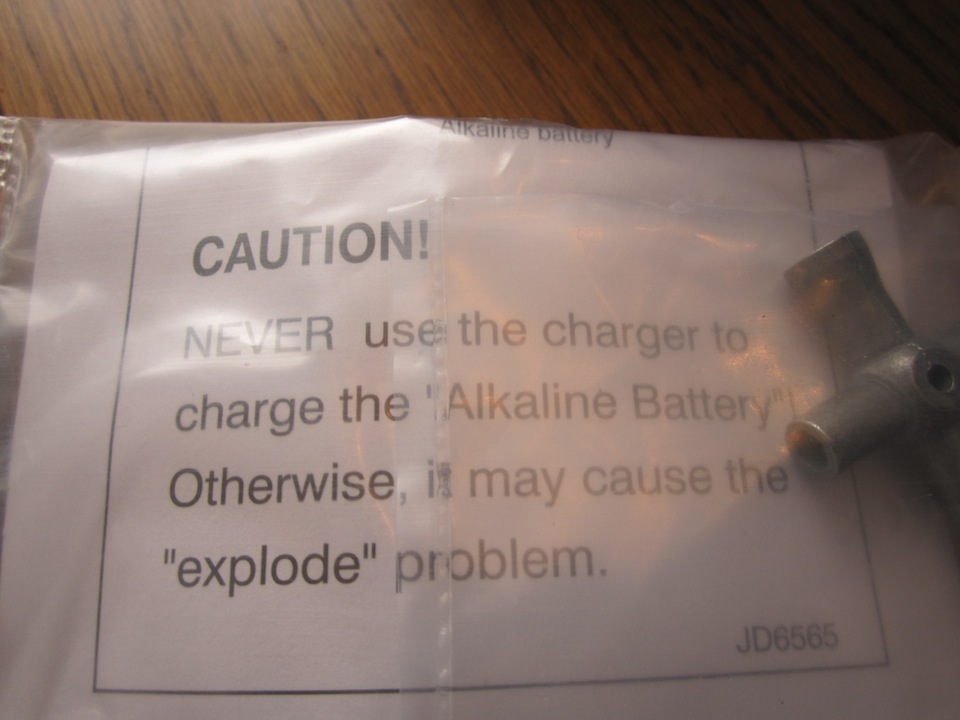 Alkaline battery
CAUTION!
NEVER use the charger to
charge the "Alkaline Battery"!
Otherwise, it may cause the
"explode" problem.
JD6565